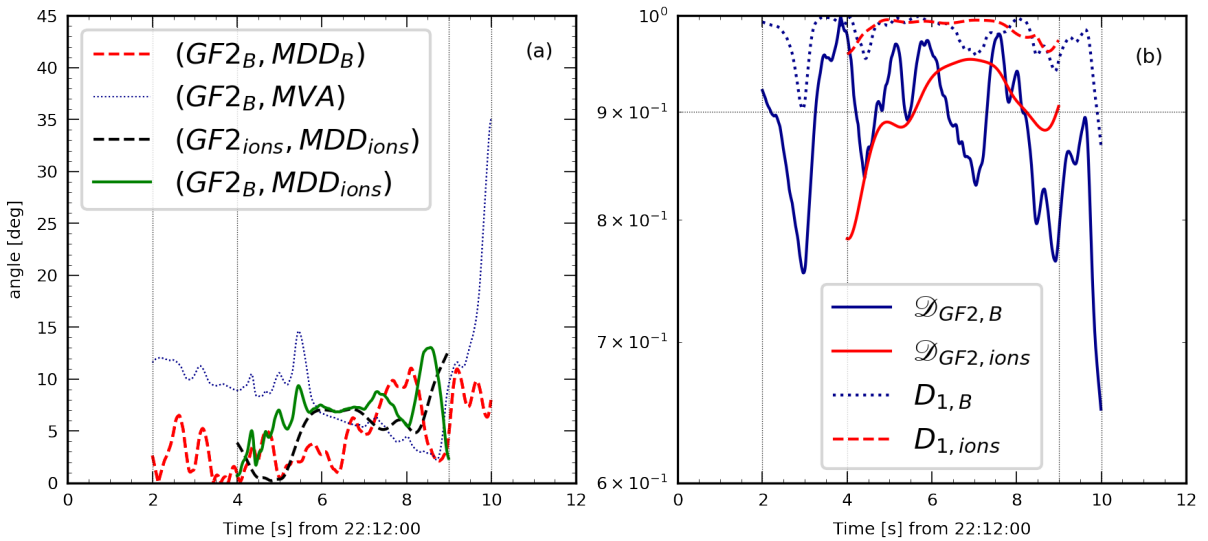 45
40
35
30
25
20
15
10
5
0
angle [deg]
(GF2_B, MDD_B)
(GF2_B, MVA)
(GF2_ions, MDD_ions)
(GF2_B, MDD_ions)
(a)
0 2 4 6 8 10 12
Time [s] from 22:12:00
10⁰
9 × 10⁻¹
8 × 10⁻¹
7 × 10⁻¹
6 × 10⁻¹
(b)
𝒟_GF2, B
𝒟_GF2, ions
D_1, B
D_1, ions
0 2 4 6 8 10 12
Time [s] from 22:12:00